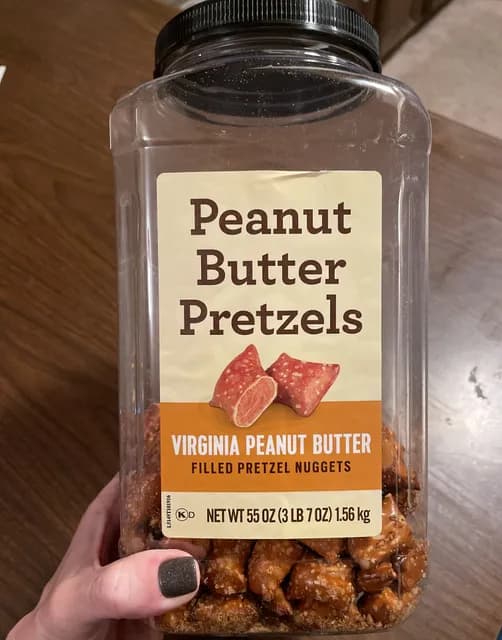 Peanut
Butter
Pretzels
VIRGINIA PEANUT BUTTER
FILLED PRETZEL NUGGETS
K D NET WT 55 OZ (3 LB 7 OZ) 1.56 kg